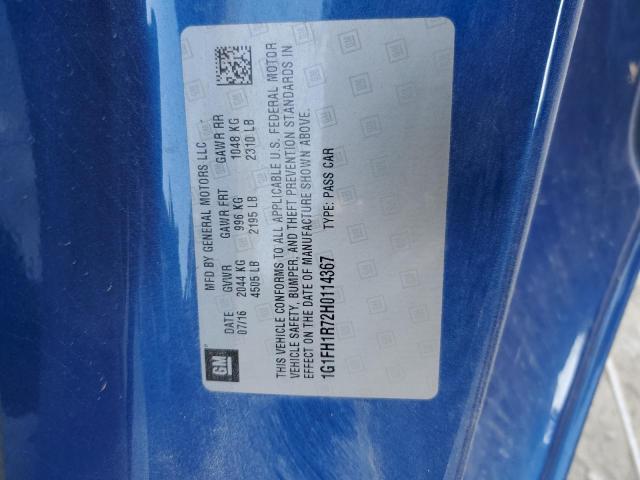 GM
MFD BY GENERAL MOTORS LLC
DATE GVWR GAWR FRT GAWR RR
07/16 2044 KG 996 KG 1048 KG
4505 LB 2195 LB 2310 LB
THIS VEHICLE CONFORMS TO ALL APPLICABLE U.S. FEDERAL MOTOR
VEHICLE SAFETY, BUMPER, AND THEFT PREVENTION STANDARDS IN
EFFECT ON THE DATE OF MANUFACTURE SHOWN ABOVE.
1G1FH1R72H0114367 TYPE: PASS CAR